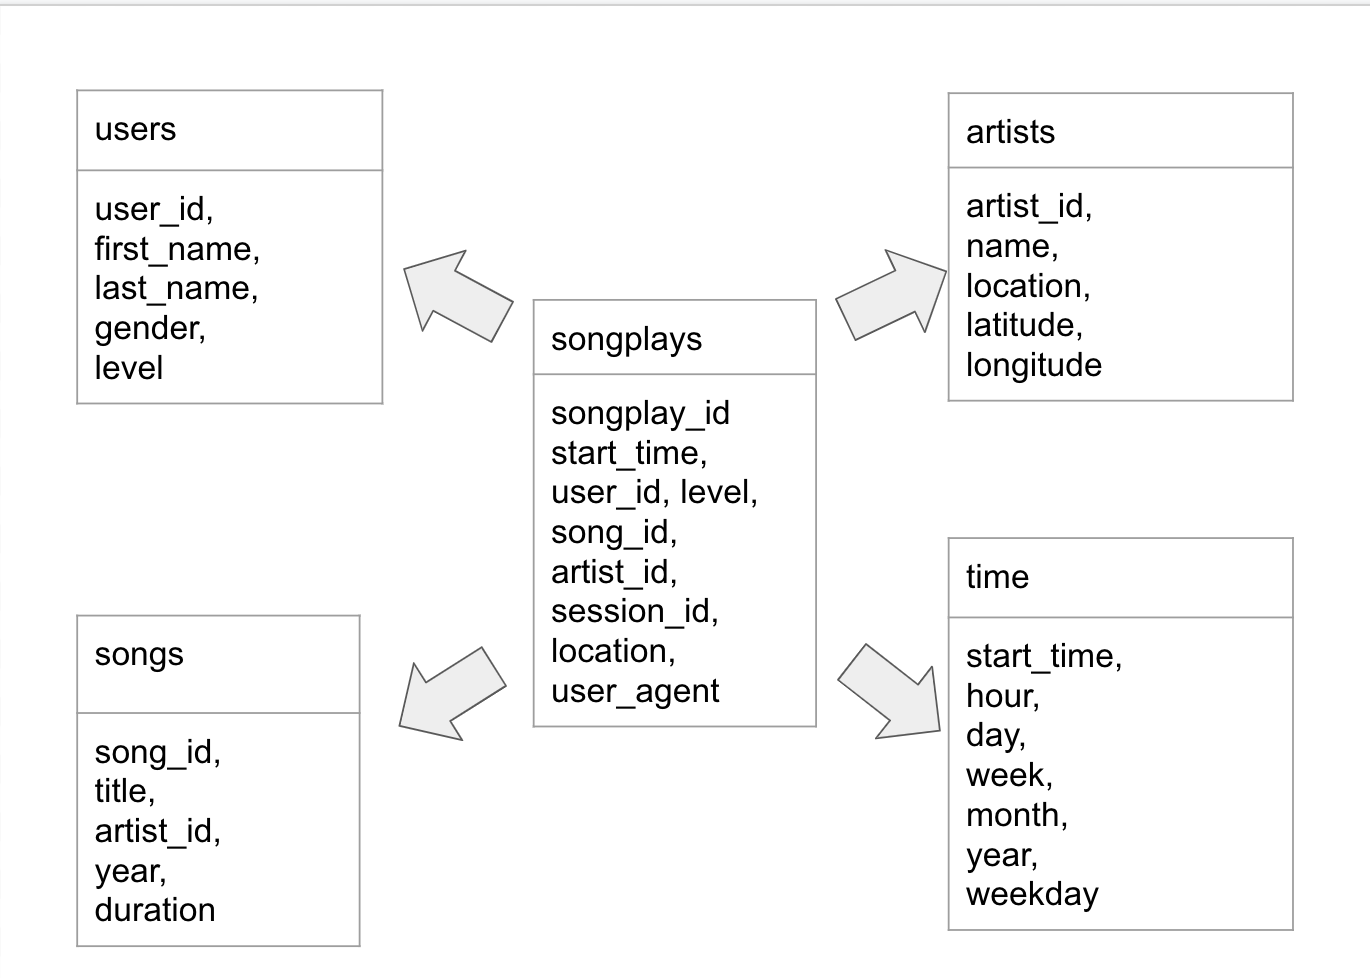 users
user_id,
first_name,
last_name,
gender,
level
artists
artist_id,
name,
location,
latitude,
longitude
songplays
songplay_id
start_time,
user_id, level,
song_id,
artist_id,
session_id,
location,
user_agent
songs
song_id,
title,
artist_id,
year,
duration
time
start_time,
hour,
day,
week,
month,
year,
weekday